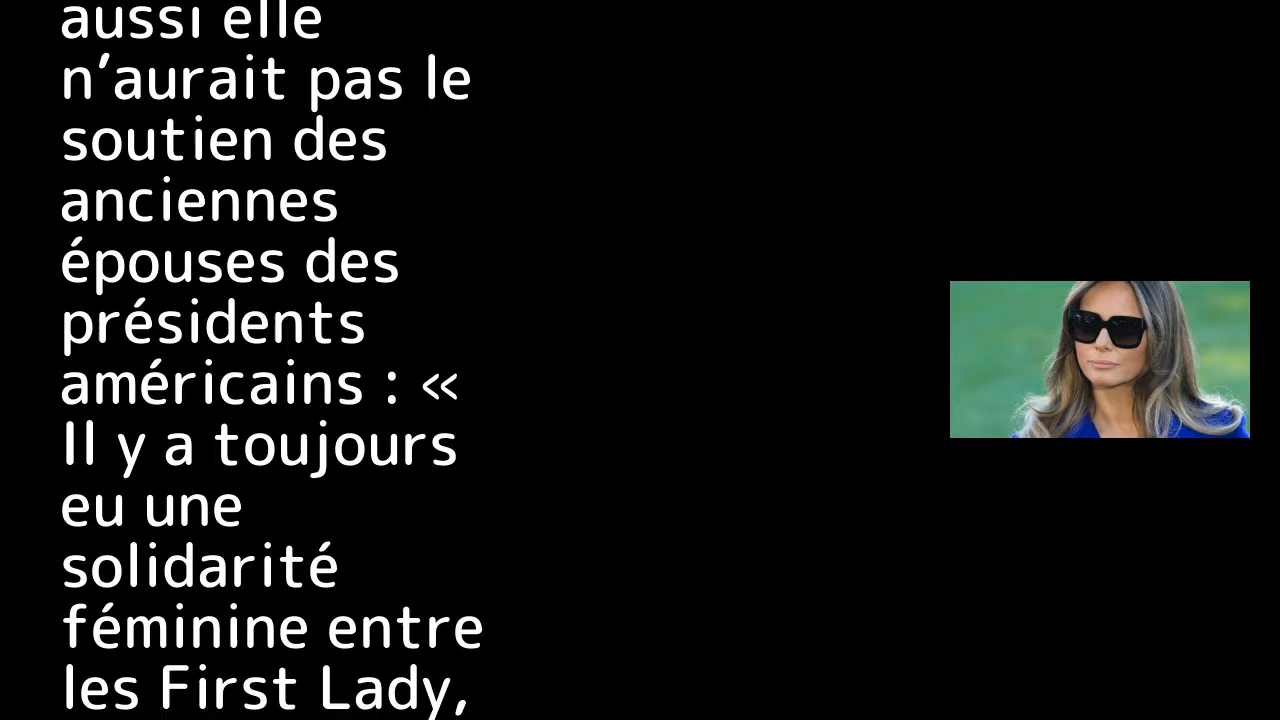 aussi elle
n’aurait pas le
soutien des
anciennes
épouses des
présidents
américains : «
Il y a toujours
eu une
solidarité
féminine entre
les First Lady,